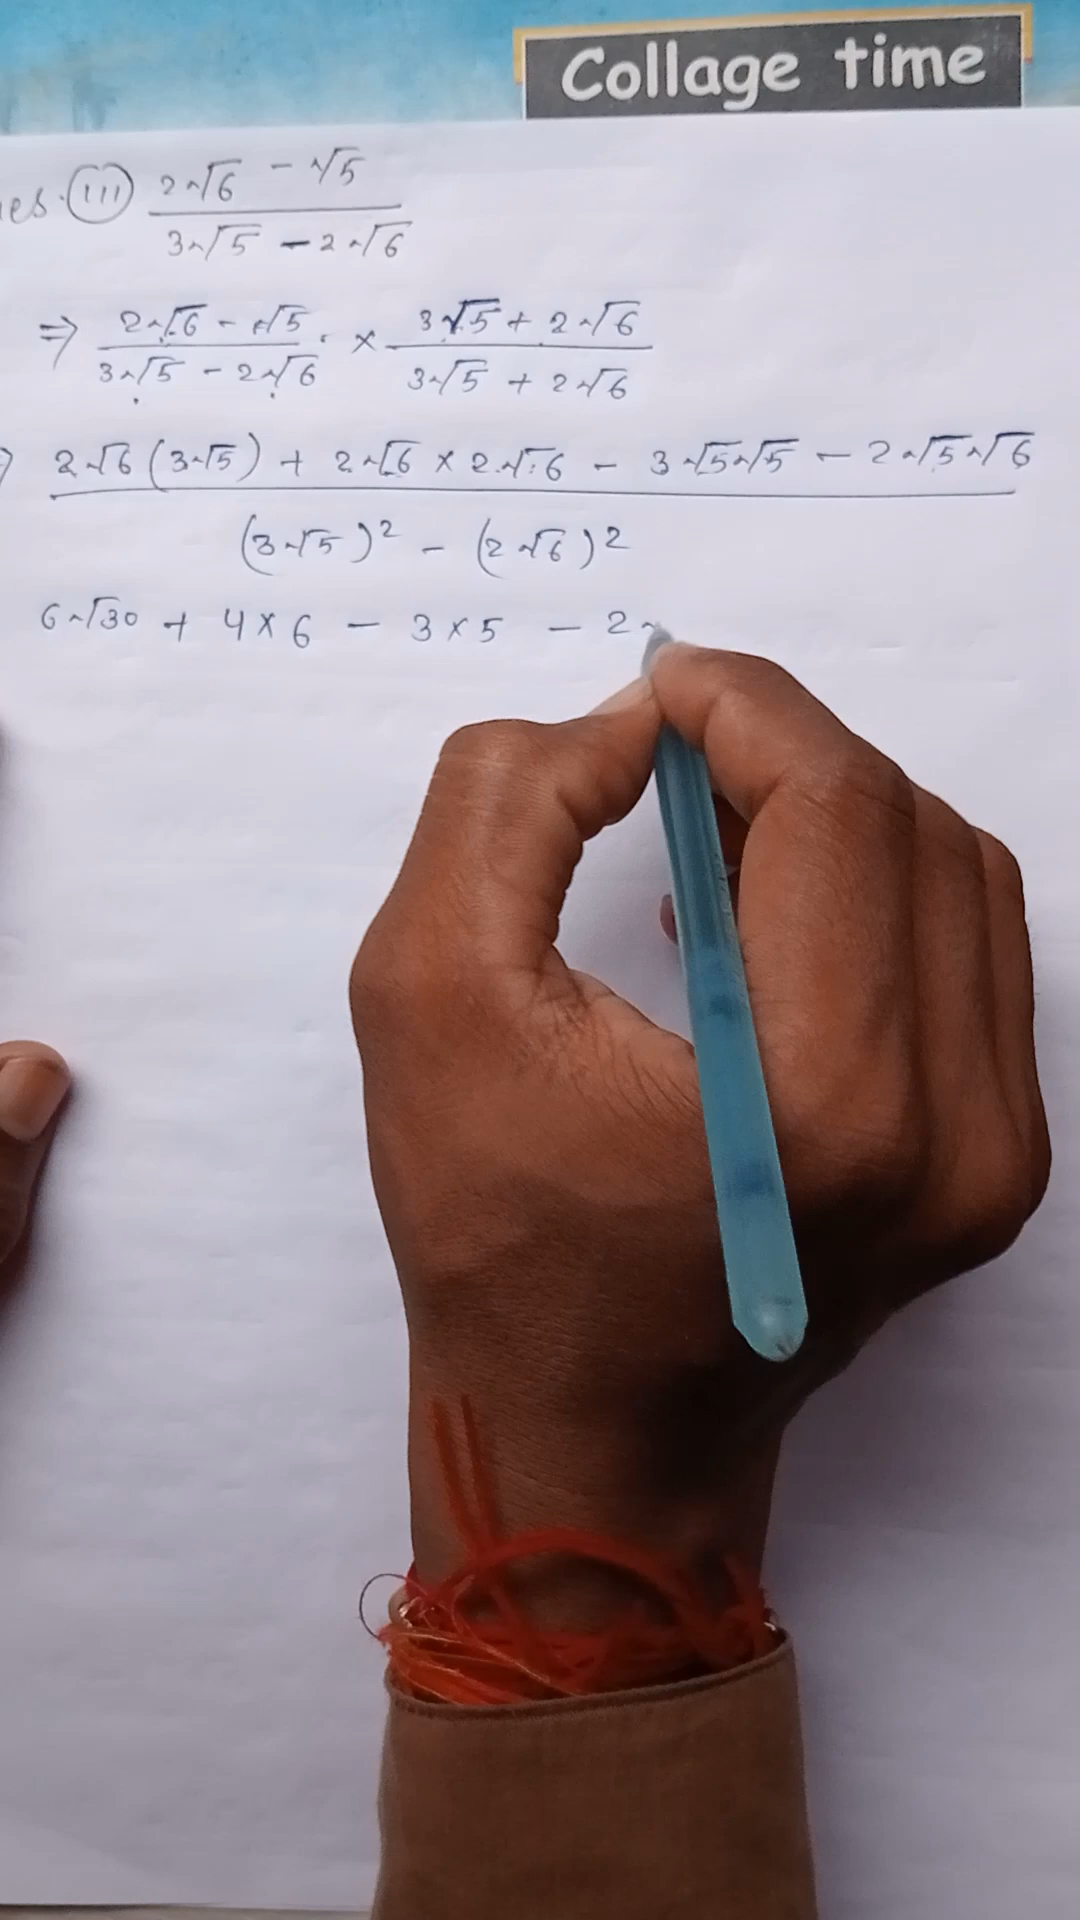 Collage time
(iii) 2√6 - √5
3√5 - 2√6
⇒ 2√6 - √5 × 3√5 + 2√6
3√5 - 2√6 3√5 + 2√6
2√6 (3√5) + 2√6 × 2√6 - 3√5√5 - 2√5√6
(3√5)² - (2√6)²
6√30 + 4×6 - 3×5 - 2